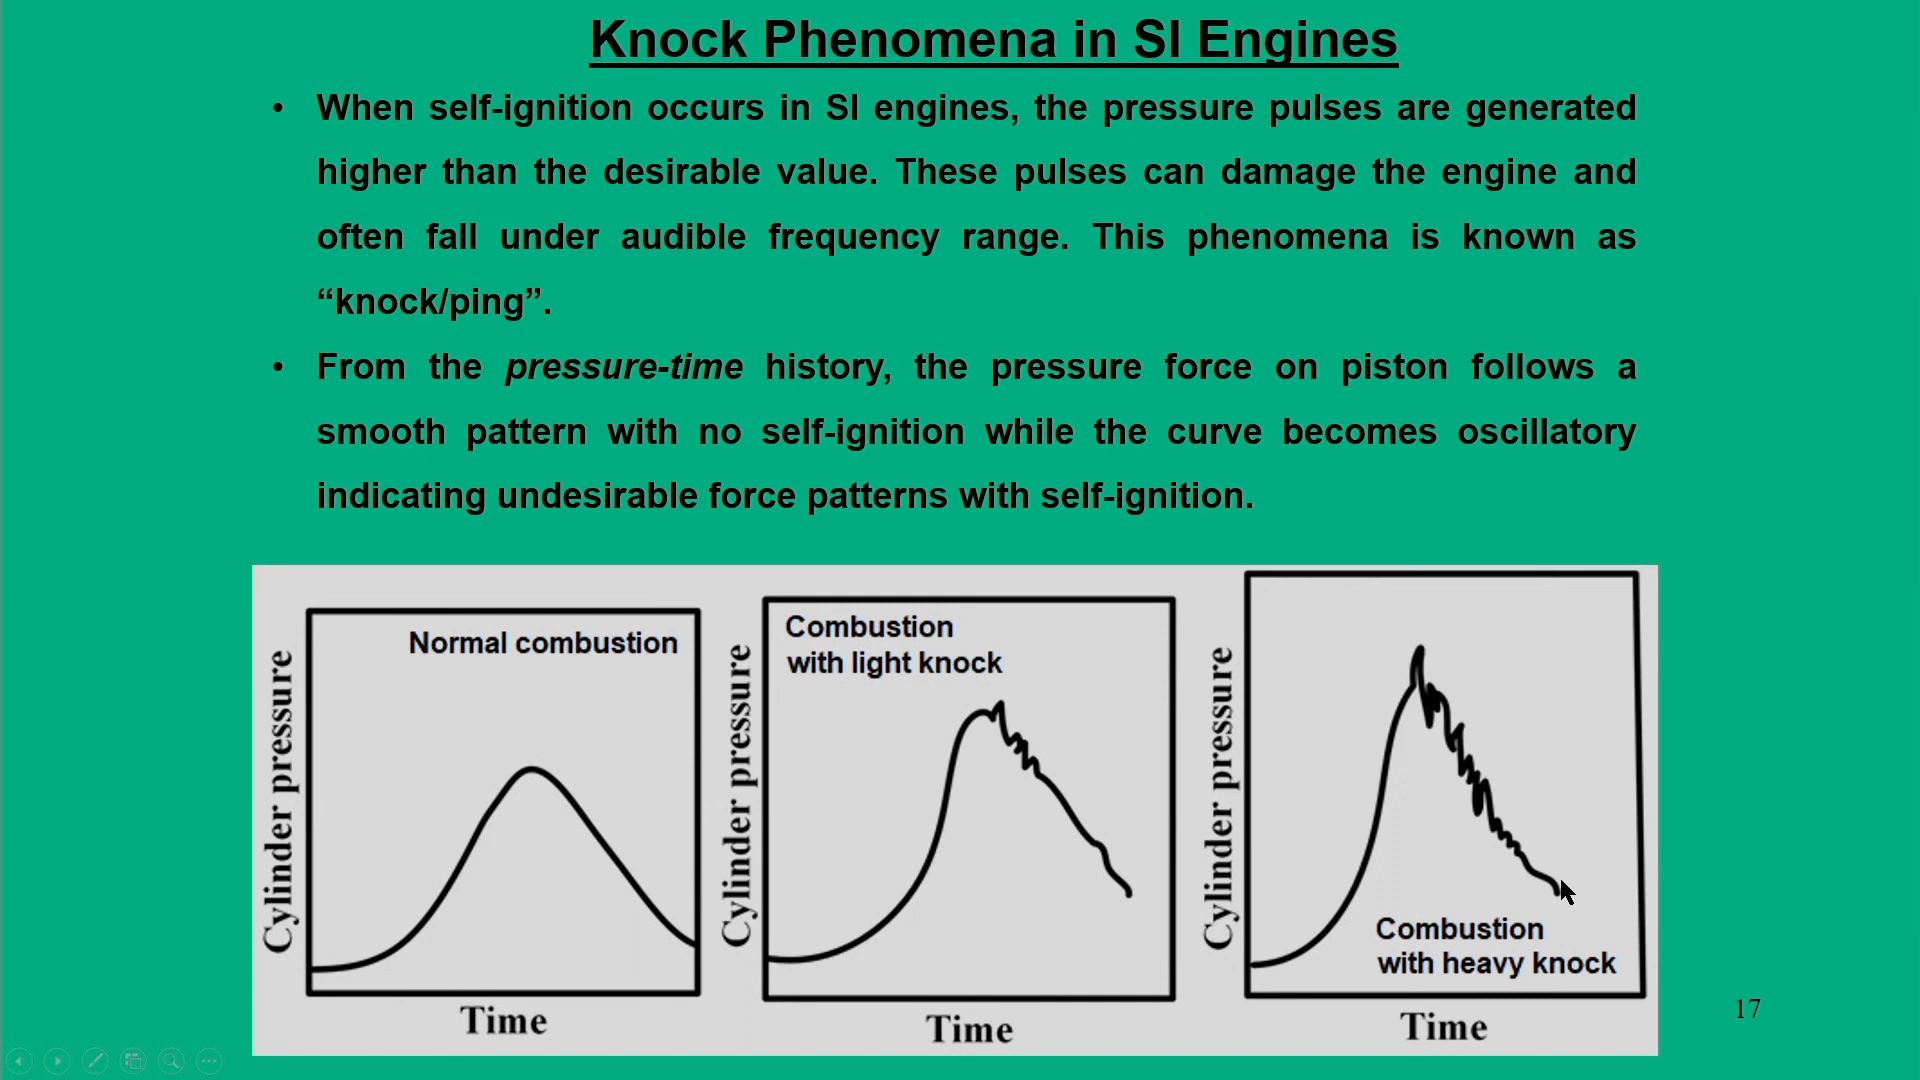 Knock Phenomena in SI Engines
• When self-ignition occurs in SI engines, the pressure pulses are generated
higher than the desirable value. These pulses can damage the engine and
often fall under audible frequency range. This phenomena is known as
“knock/ping”.
• From the pressure-time history, the pressure force on piston follows a
smooth pattern with no self-ignition while the curve becomes oscillatory
indicating undesirable force patterns with self-ignition.
Cylinder pressure
Normal combustion
Time
Cylinder pressure
Combustion
with light knock
Time
Cylinder pressure
Combustion
with heavy knock
Time
17